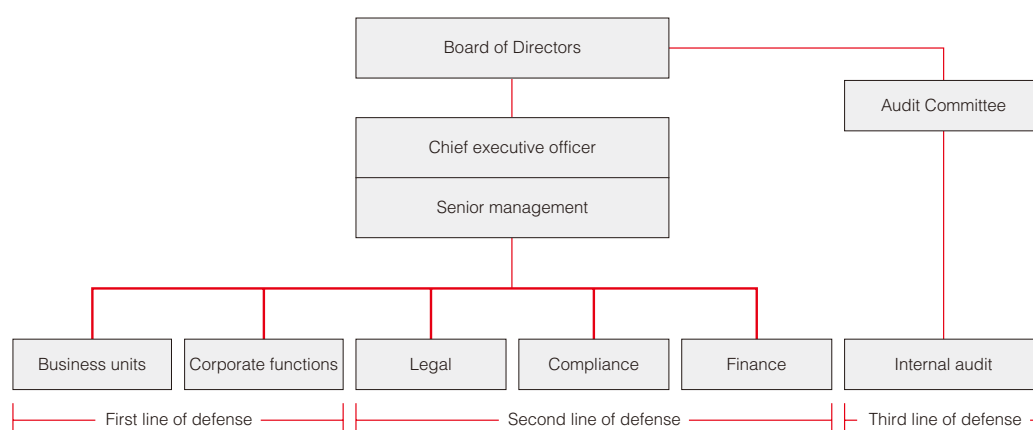 Board of Directors
Audit Committee
Chief executive officer
Senior management
Business units
Corporate functions
Legal
Compliance
Finance
Internal audit
First line of defense
Second line of defense
Third line of defense